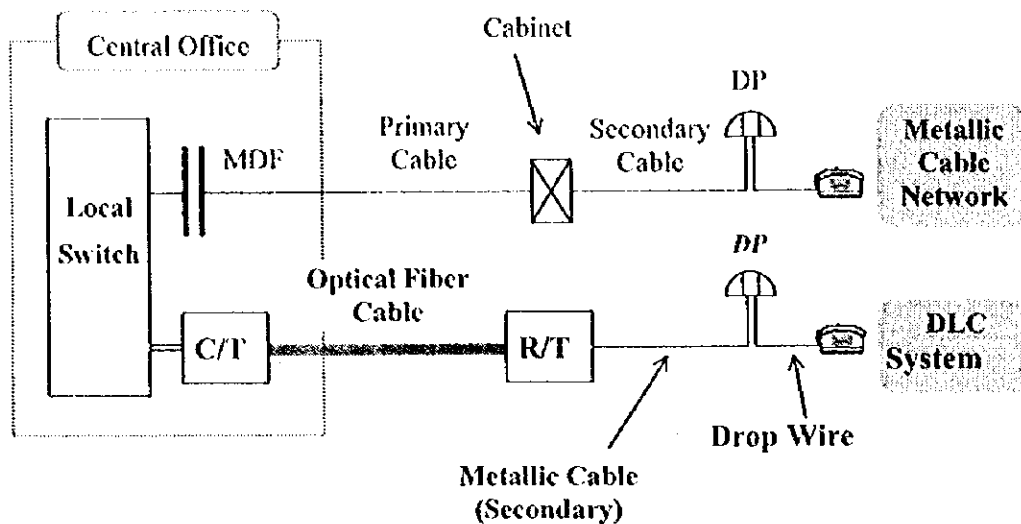 Central Office
Cabinet
DP
MDF
Primary
Cable
Secondary
Cable
Metallic
Cable
Network
Local
Switch
Optical Fiber
Cable
DP
C/T
R/T
DLC
System
Drop Wire
Metallic Cable
(Secondary)